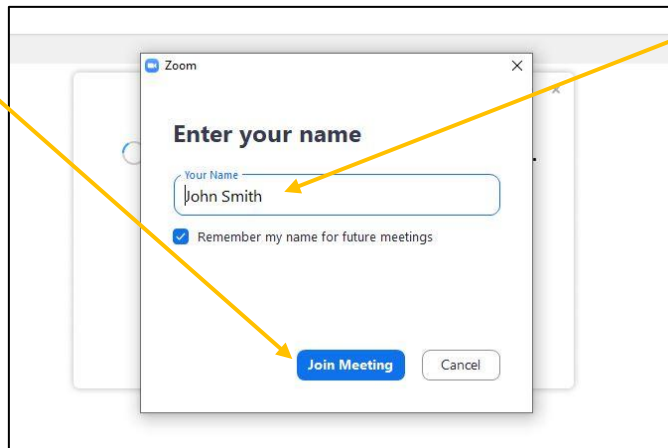 Zoom
Enter your name
Your Name
John Smith
Remember my name for future meetings
Join Meeting
Cancel